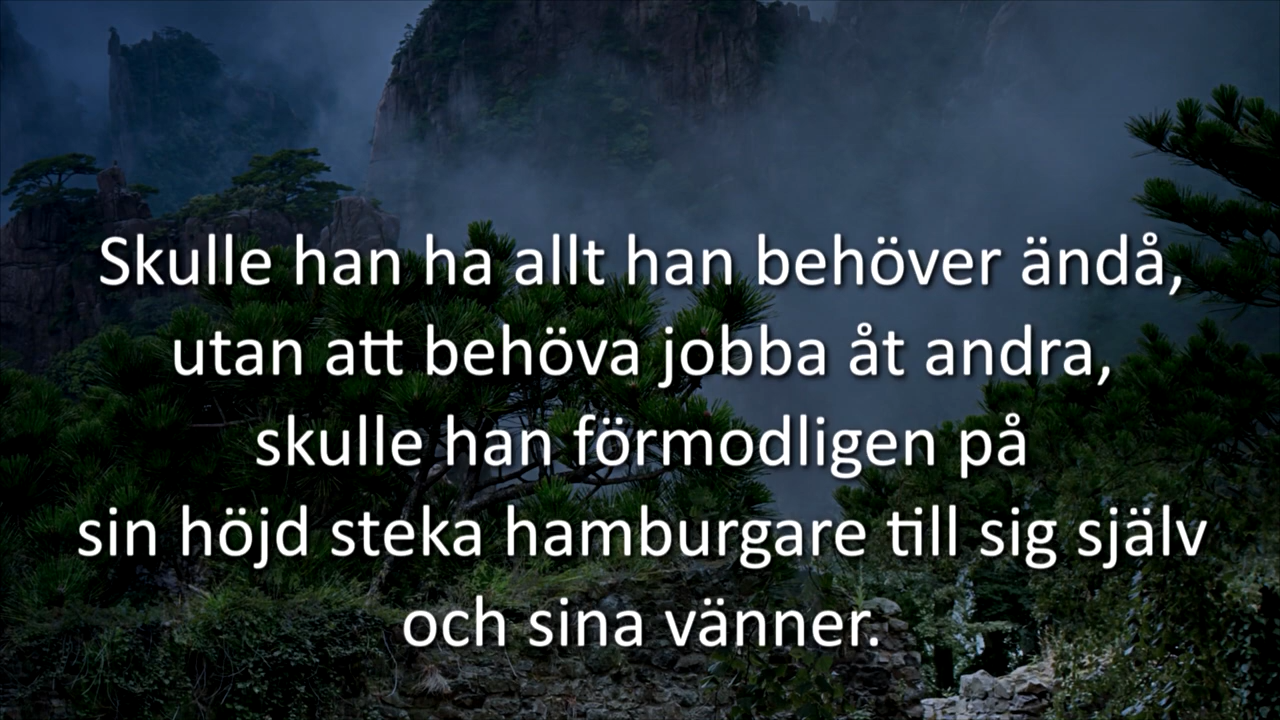 Skulle han ha allt han behöver ändå,
utan att behöva jobba åt andra,
skulle han förmodligen på
sin höjd steka hamburgare till sig själv
och sina vänner.